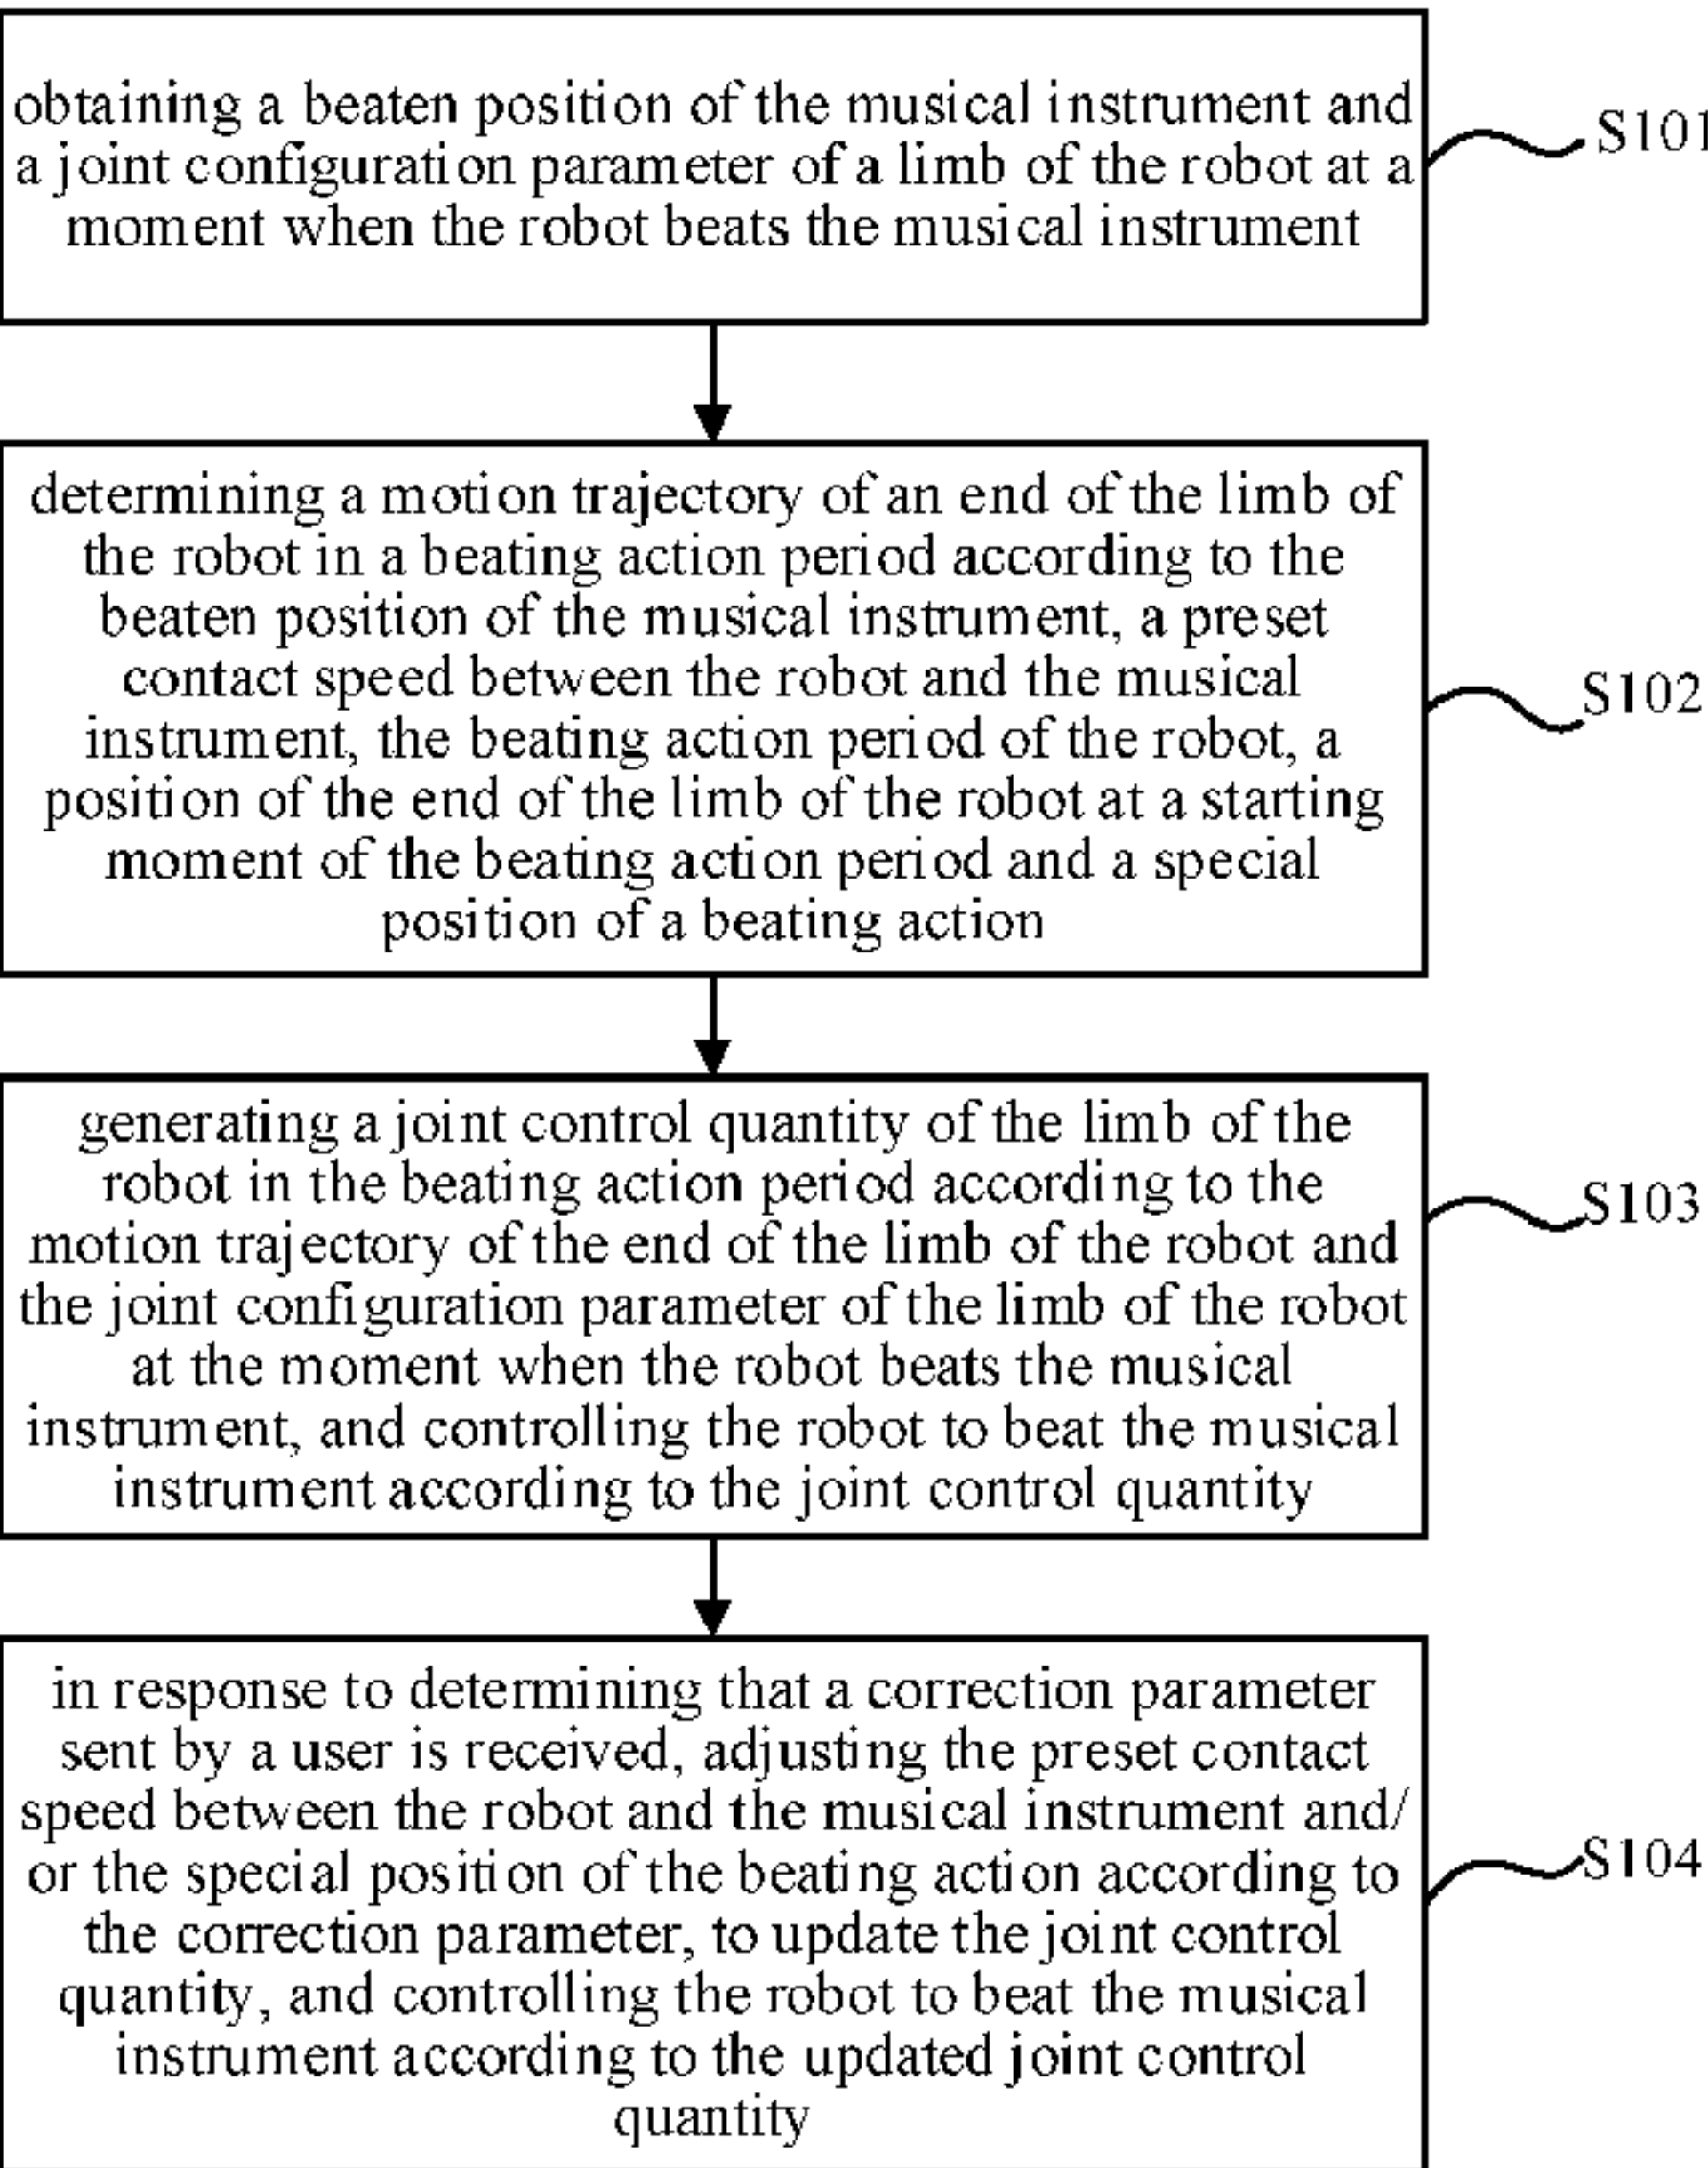 obtaining a beaten position of the musical instrument and
a joint configuration parameter of a limb of the robot at a
moment when the robot beats the musical instrument
S101
determining a motion trajectory of an end of the limb of
the robot in a beating action period according to the
beaten position of the musical instrument, a preset
contact speed between the robot and the musical
instrument, the beating action period of the robot, a
position of the end of the limb of the robot at a starting
moment of the beating action period and a special
position of a beating action
S102
generating a joint control quantity of the limb of the
robot in the beating action period according to the
motion trajectory of the end of the limb of the robot and
the joint configuration parameter of the limb of the robot
at the moment when the robot beats the musical
instrument, and controlling the robot to beat the musical
instrument according to the joint control quantity
S103
in response to determining that a correction parameter
sent by a user is received, adjusting the preset contact
speed between the robot and the musical instrument and/
or the special position of the beating action according to
the correction parameter, to update the joint control
quantity, and controlling the robot to beat the musical
instrument according to the updated joint control
quantity
S104